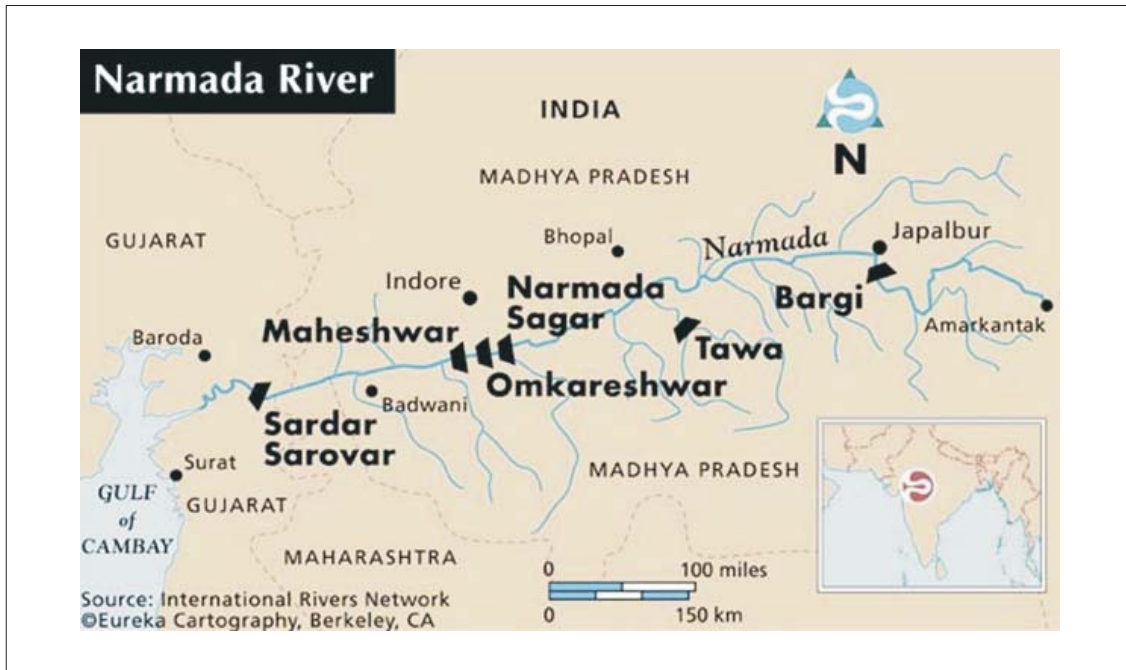 Narmada River
INDIA
N
MADHYA PRADESH
GUJARAT
Bhopal
Narmada
Japalbur
Indore
Narmada
Sagar
Bargi
Amarkantak
Baroda
Maheshwar
Tawa
Omkareshwar
Badwani
Sardar
Sarovar
Surat
MADHYA PRADESH
GULF
of
CAMBAY
GUJARAT
MAHARASHTRA
0 100 miles
0 150 km
Source: International Rivers Network
©Eureka Cartography, Berkeley, CA